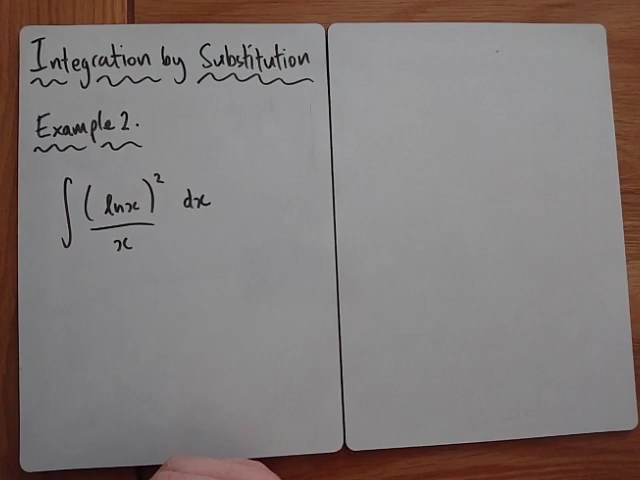 Integration by Substitution
Example 2.
∫ (ln x)² / x dx